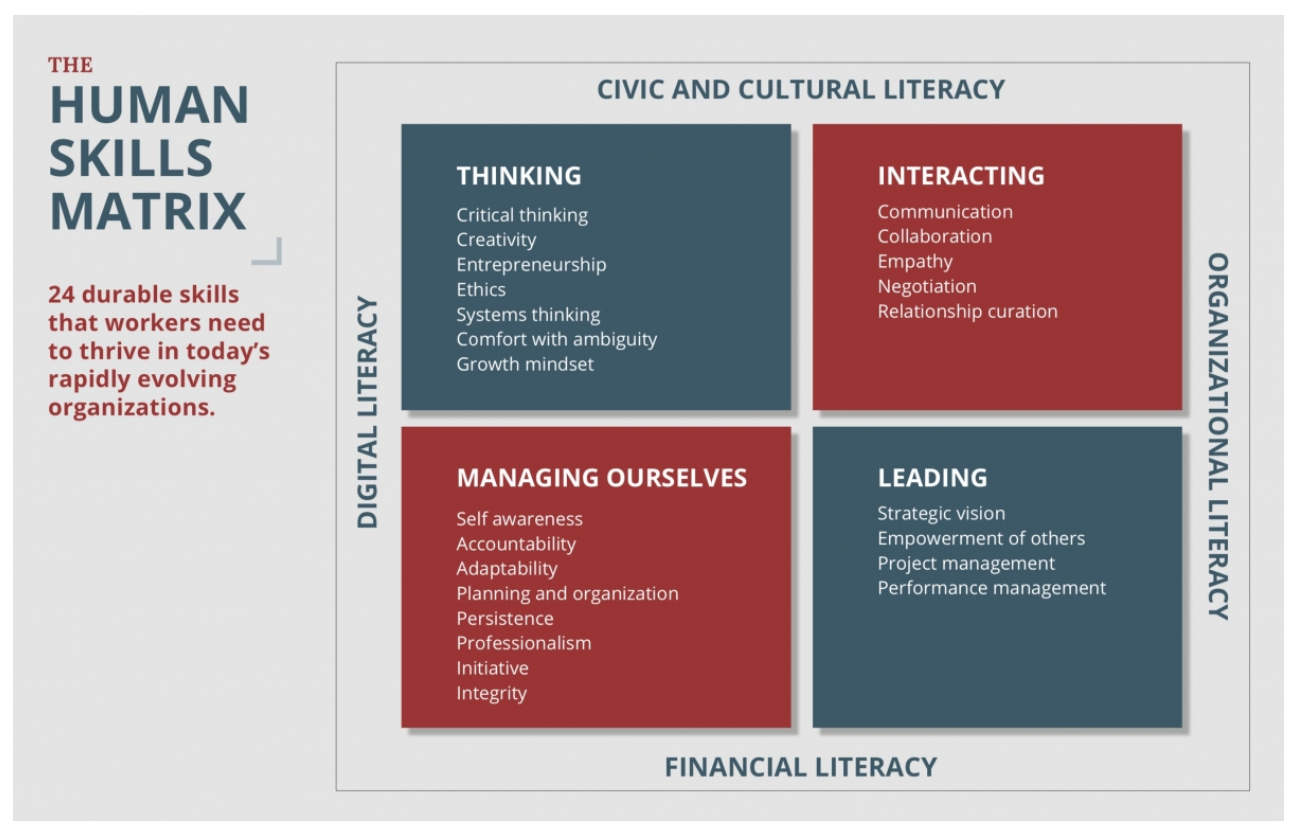 THE
HUMAN
SKILLS
MATRIX
24 durable skills
that workers need
to thrive in today's
rapidly evolving
organizations.
CIVIC AND CULTURAL LITERACY
DIGITAL LITERACY
THINKING
Critical thinking
Creativity
Entrepreneurship
Ethics
Systems thinking
Comfort with ambiguity
Growth mindset
INTERACTING
Communication
Collaboration
Empathy
Negotiation
Relationship curation
MANAGING OURSELVES
Self awareness
Accountability
Adaptability
Planning and organization
Persistence
Professionalism
Initiative
Integrity
LEADING
Strategic vision
Empowerment of others
Project management
Performance management
ORGANIZATIONAL LITERACY
FINANCIAL LITERACY